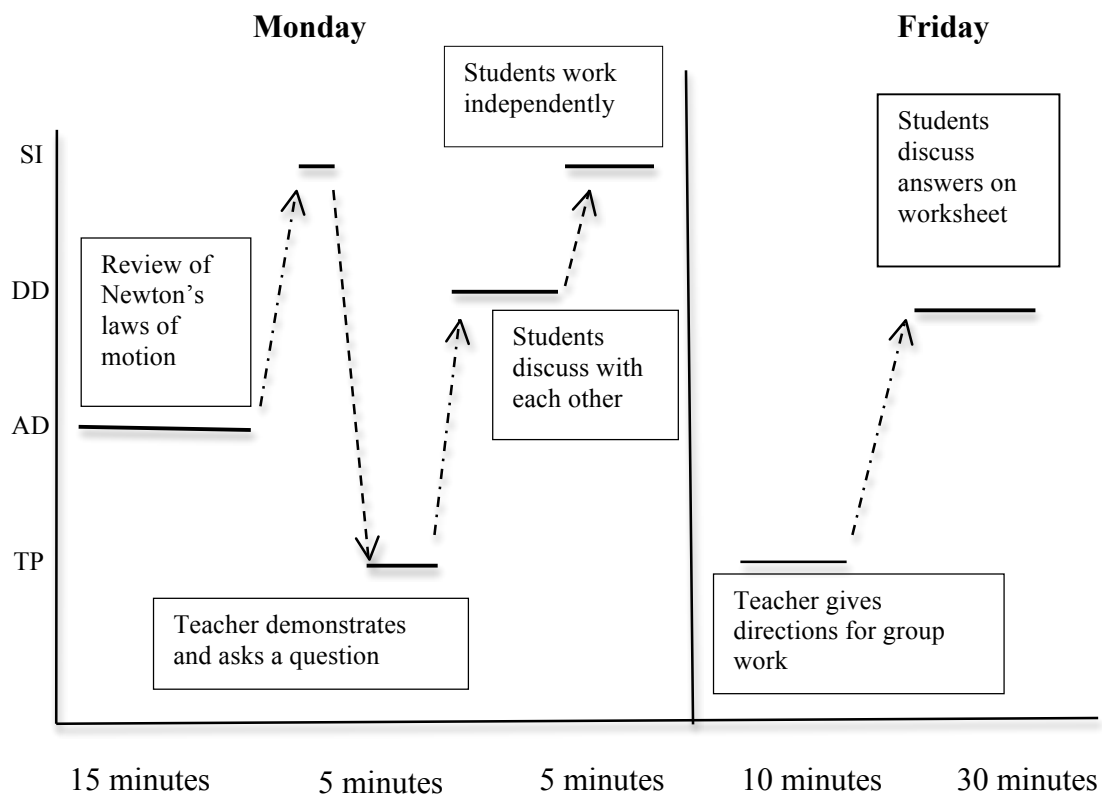 Monday
Friday
Students work
independently
Students
discuss
answers on
worksheet
SI
Review of
Newton’s
laws of
motion
DD
Students
discuss with
each other
AD
TP
Teacher demonstrates
and asks a question
Teacher gives
directions for group
work
15 minutes
5 minutes
5 minutes
10 minutes
30 minutes